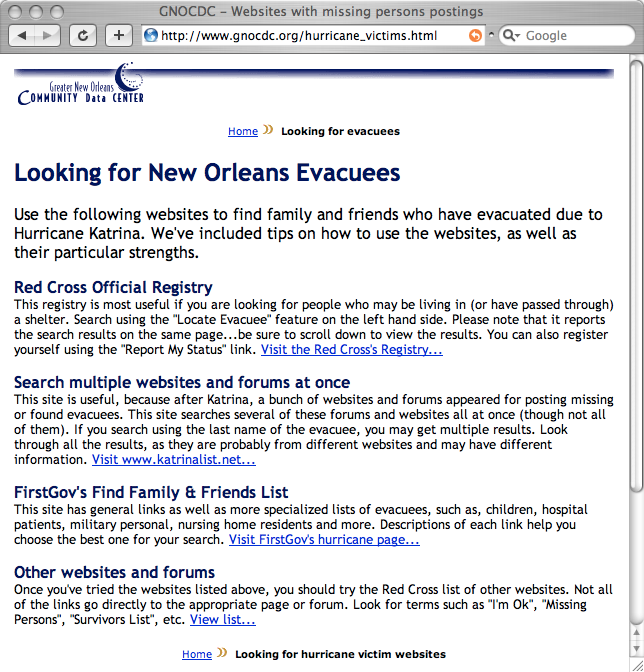 GNOCDC – Websites with missing persons postings
http://www.gnocdc.org/hurricane_victims.html
Google
Greater New Orleans
COMMUNITY Data CENTER
Home » Looking for evacuees
Looking for New Orleans Evacuees
Use the following websites to find family and friends who have evacuated due to
Hurricane Katrina. We've included tips on how to use the websites, as well as
their particular strengths.
Red Cross Official Registry
This registry is most useful if you are looking for people who may be living in (or have passed through)
a shelter. Search using the "Locate Evacuee" feature on the left hand side. Please note that it reports
the search results on the same page...be sure to scroll down to view the results. You can also register
yourself using the "Report My Status" link. Visit the Red Cross's Registry...
Search multiple websites and forums at once
This site is useful, because after Katrina, a bunch of websites and forums appeared for posting missing
or found evacuees. This site searches several of these forums and websites all at once (though not all
of them). If you search using the last name of the evacuee, you may get multiple results. Look
through all the results, as they are probably from different websites and may have different
information. Visit www.katrinalist.net...
FirstGov's Find Family & Friends List
This site has general links as well as more specialized lists of evacuees, such as, children, hospital
patients, military personal, nursing home residents and more. Descriptions of each link help you
choose the best one for your search. Visit FirstGov's hurricane page...
Other websites and forums
Once you've tried the websites listed above, you should try the Red Cross list of other websites. Not all
of the links go directly to the appropriate page or forum. Look for terms such as "I'm Ok", "Missing
Persons", "Survivors List", etc. View list...
Home » Looking for hurricane victim websites